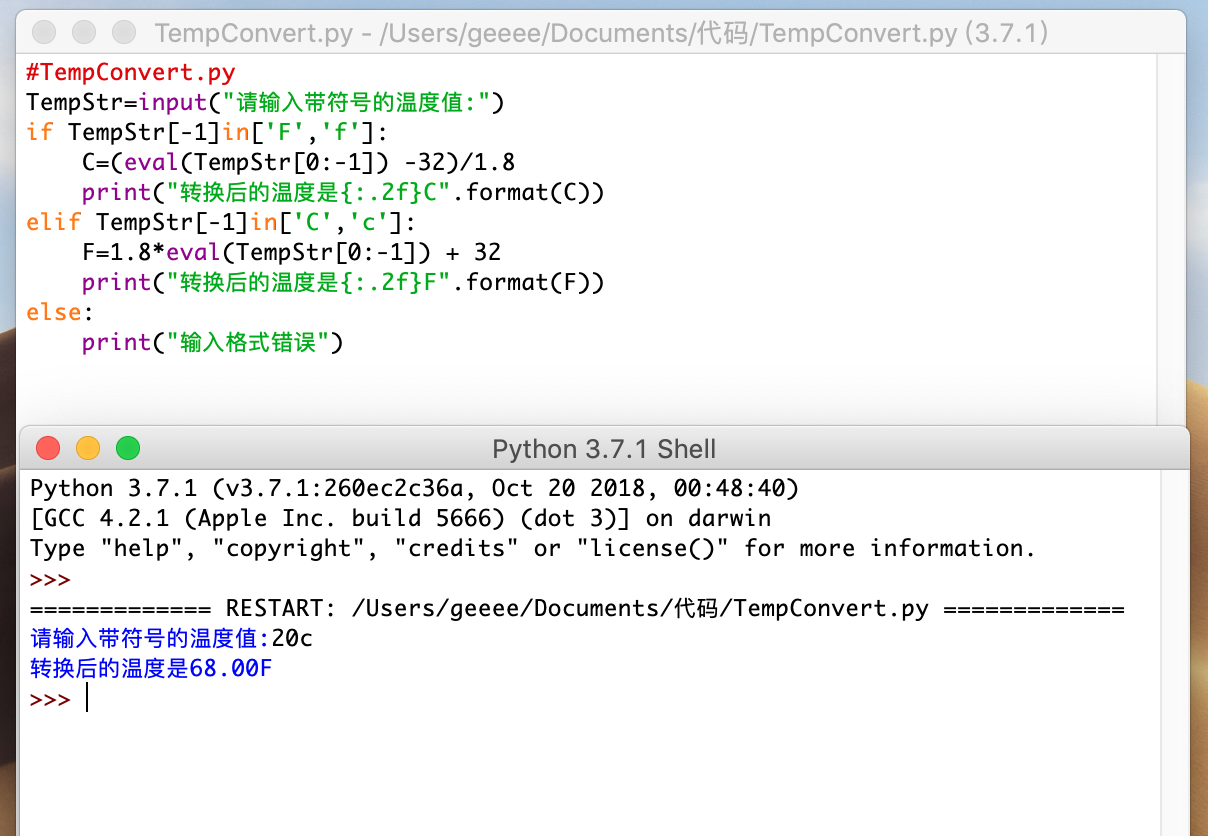 TempConvert.py - /Users/geeee/Documents/代码/TempConvert.py (3.7.1)
#TempConvert.py
TempStr=input("请输入带符号的温度值:")
if TempStr[-1]in['F','f']:
    C=(eval(TempStr[0:-1]) -32)/1.8
    print("转换后的温度是{:.2f}C".format(C))
elif TempStr[-1]in['C','c']:
    F=1.8*eval(TempStr[0:-1]) + 32
    print("转换后的温度是{:.2f}F".format(F))
else:
    print("输入格式错误")
Python 3.7.1 Shell
Python 3.7.1 (v3.7.1:260ec2c36a, Oct 20 2018, 00:48:40)
[GCC 4.2.1 (Apple Inc. build 5666) (dot 3)] on darwin
Type "help", "copyright", "credits" or "license()" for more information.
>>>
============= RESTART: /Users/geeee/Documents/代码/TempConvert.py =============
请输入带符号的温度值:20c
转换后的温度是68.00F
>>>